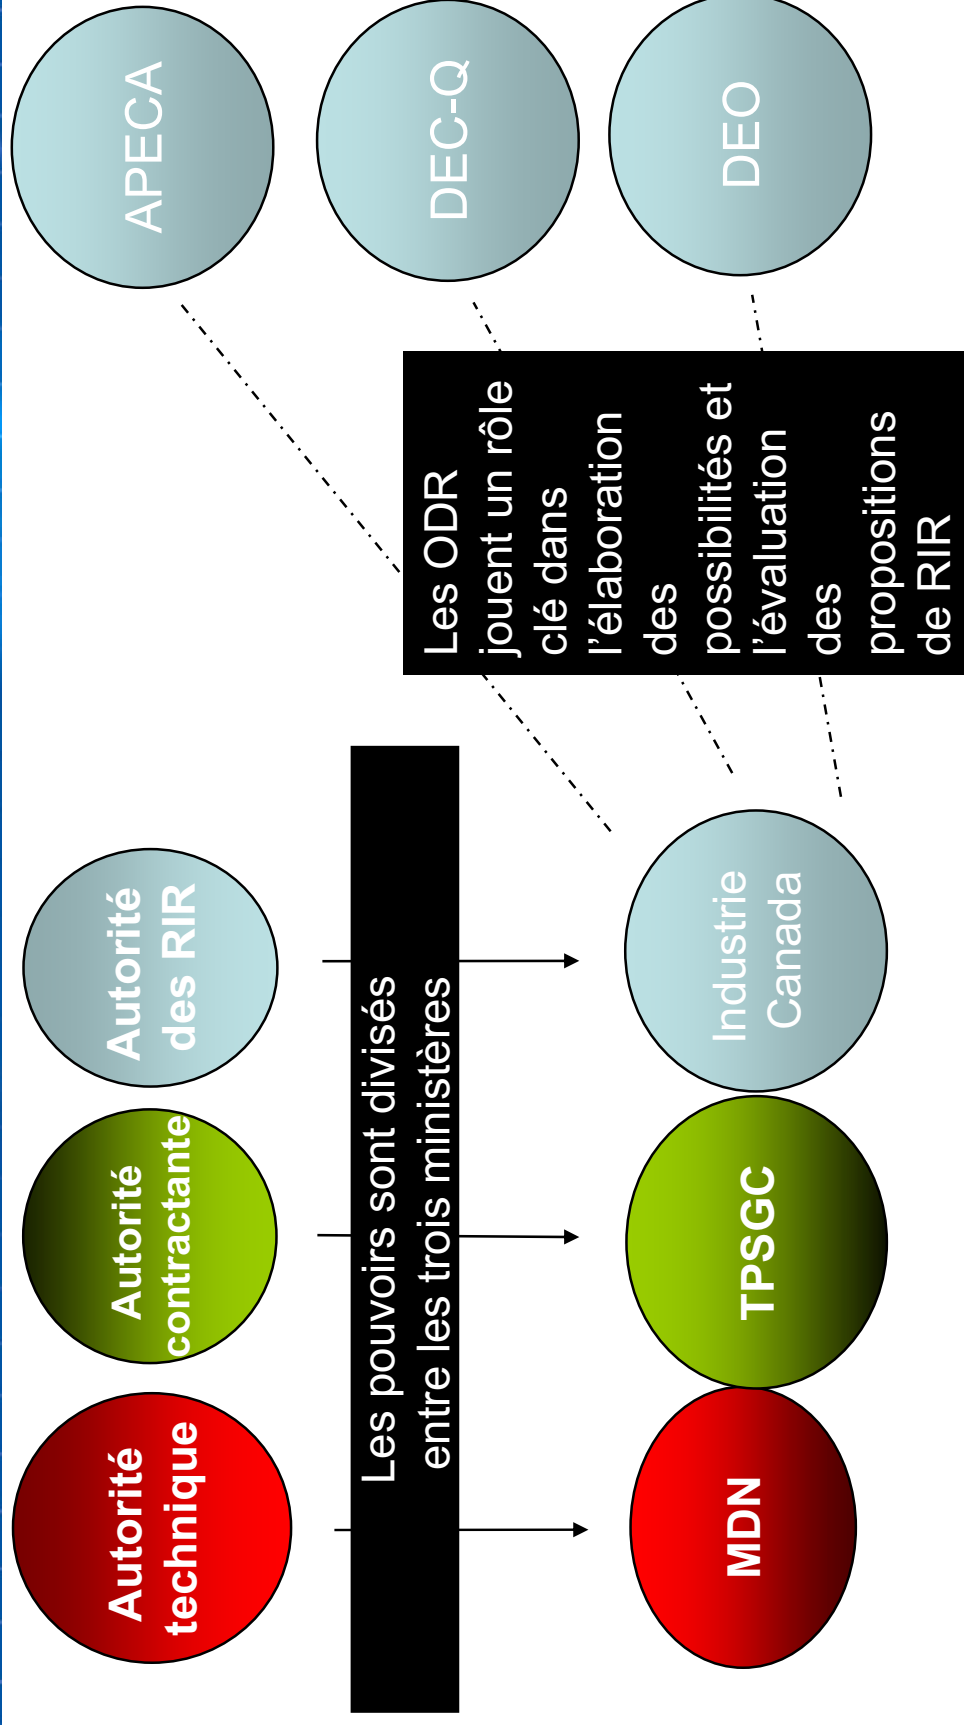 Autorité
technique
Autorité
contractante
Autorité
des RIR
Les pouvoirs sont divisés
entre les trois ministères
MDN
TPSGC
Industrie
Canada
APECA
DEC-Q
DEO
Les ODR
jouent un rôle
clé dans
l'élaboration
des
possibilités et
l'évaluation
des
propositions
de RIR